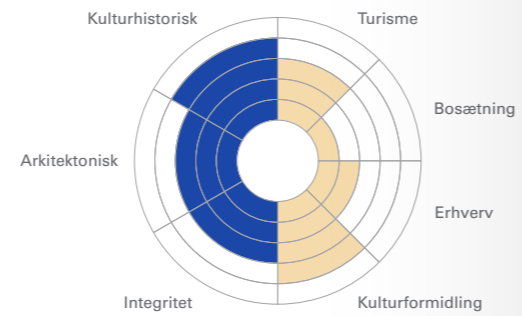 Kulturhistorisk
Turisme
Bosætning
Arkitektonisk
Erhverv
Integritet
Kulturformidling